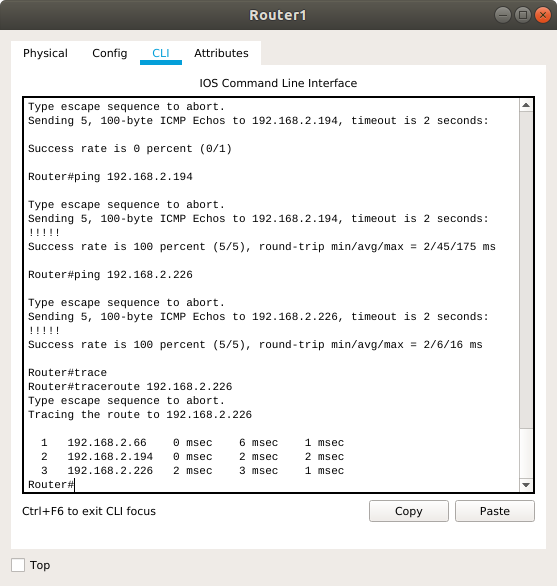 Router1
Physical Config CLI Attributes
IOS Command Line Interface
Type escape sequence to abort.
Sending 5, 100-byte ICMP Echos to 192.168.2.194, timeout is 2 seconds:
Success rate is 0 percent (0/1)
Router#ping 192.168.2.194
Type escape sequence to abort.
Sending 5, 100-byte ICMP Echos to 192.168.2.194, timeout is 2 seconds:
!!!!!
Success rate is 100 percent (5/5), round-trip min/avg/max = 2/45/175 ms
Router#ping 192.168.2.226
Type escape sequence to abort.
Sending 5, 100-byte ICMP Echos to 192.168.2.226, timeout is 2 seconds:
!!!!!
Success rate is 100 percent (5/5), round-trip min/avg/max = 2/6/16 ms
Router#trace
Router#traceroute 192.168.2.226
Type escape sequence to abort.
Tracing the route to 192.168.2.226
1 192.168.2.66 0 msec 6 msec 1 msec
2 192.168.2.194 0 msec 2 msec 2 msec
3 192.168.2.226 2 msec 3 msec 1 msec
Router#
Ctrl+F6 to exit CLI focus Copy Paste
Top